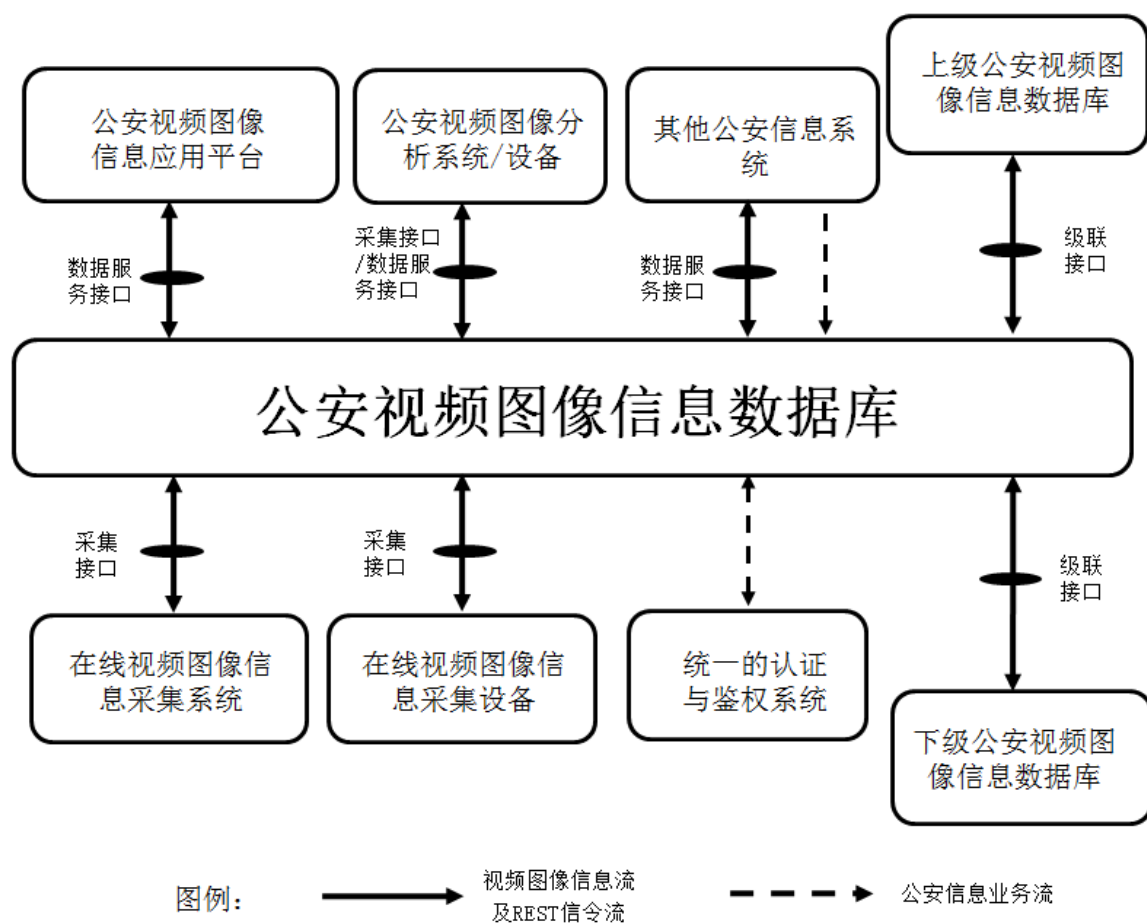 公安视频图像
信息应用平台
公安视频图像分
析系统/设备
其他公安信息系
统
上级公安视频图
像信息数据库
数据服
务接口
采集接口
/数据服
务接口
数据服
务接口
级联
接口
公安视频图像信息数据库
采集
接口
采集
接口
级联
接口
在线视频图像信
息采集系统
在线视频图像信
息采集设备
统一的认证
与鉴权系统
下级公安视频图
像信息数据库
图例：
视频图像信息流
及REST信令流
公安信息业务流